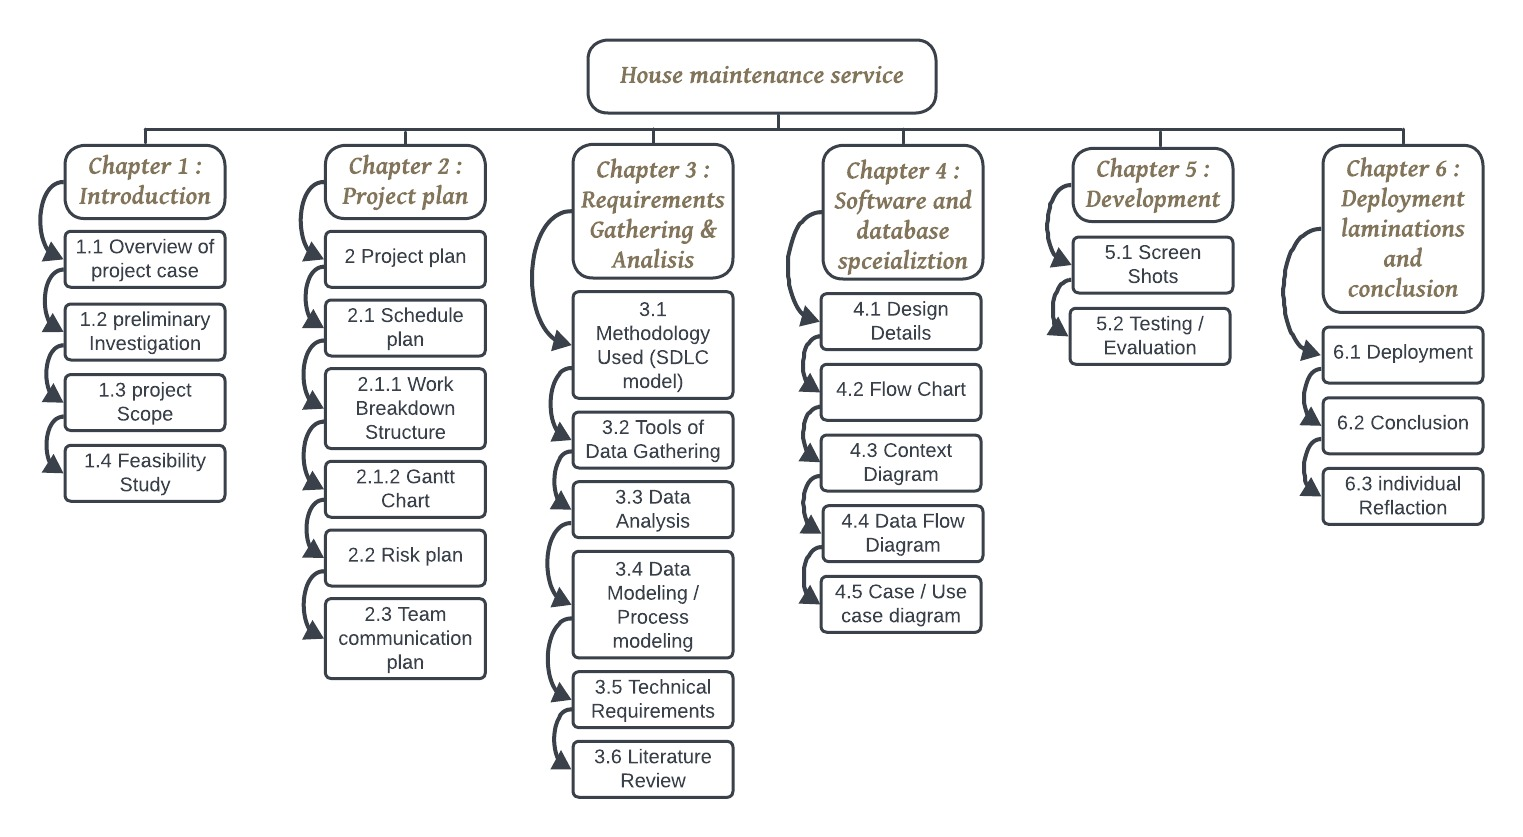 House maintenance service
Chapter 1 :
Introduction
1.1 Overview of
project case
1.2 preliminary
Investigation
1.3 project
Scope
1.4 Feasibility
Study
Chapter 2 :
Project plan
2 Project plan
2.1 Schedule
plan
2.1.1 Work
Breakdown
Structure
2.1.2 Gantt
Chart
2.2 Risk plan
2.3 Team
communication
plan
Chapter 3 :
Requirements
Gathering &
Analisis
3.1
Methodology
Used (SDLC
model)
3.2 Tools of
Data Gathering
3.3 Data
Analysis
3.4 Data
Modeling /
Process
modeling
3.5 Technical
Requirements
3.6 Literature
Review
Chapter 4 :
Software and
database
spceializtion
4.1 Design
Details
4.2 Flow Chart
4.3 Context
Diagram
4.4 Data Flow
Diagram
4.5 Case / Use
case diagram
Chapter 5 :
Development
5.1 Screen
Shots
5.2 Testing /
Evaluation
Chapter 6 :
Deployment
laminations
and
conclusion
6.1 Deployment
6.2 Conclusion
6.3 individual
Reflaction